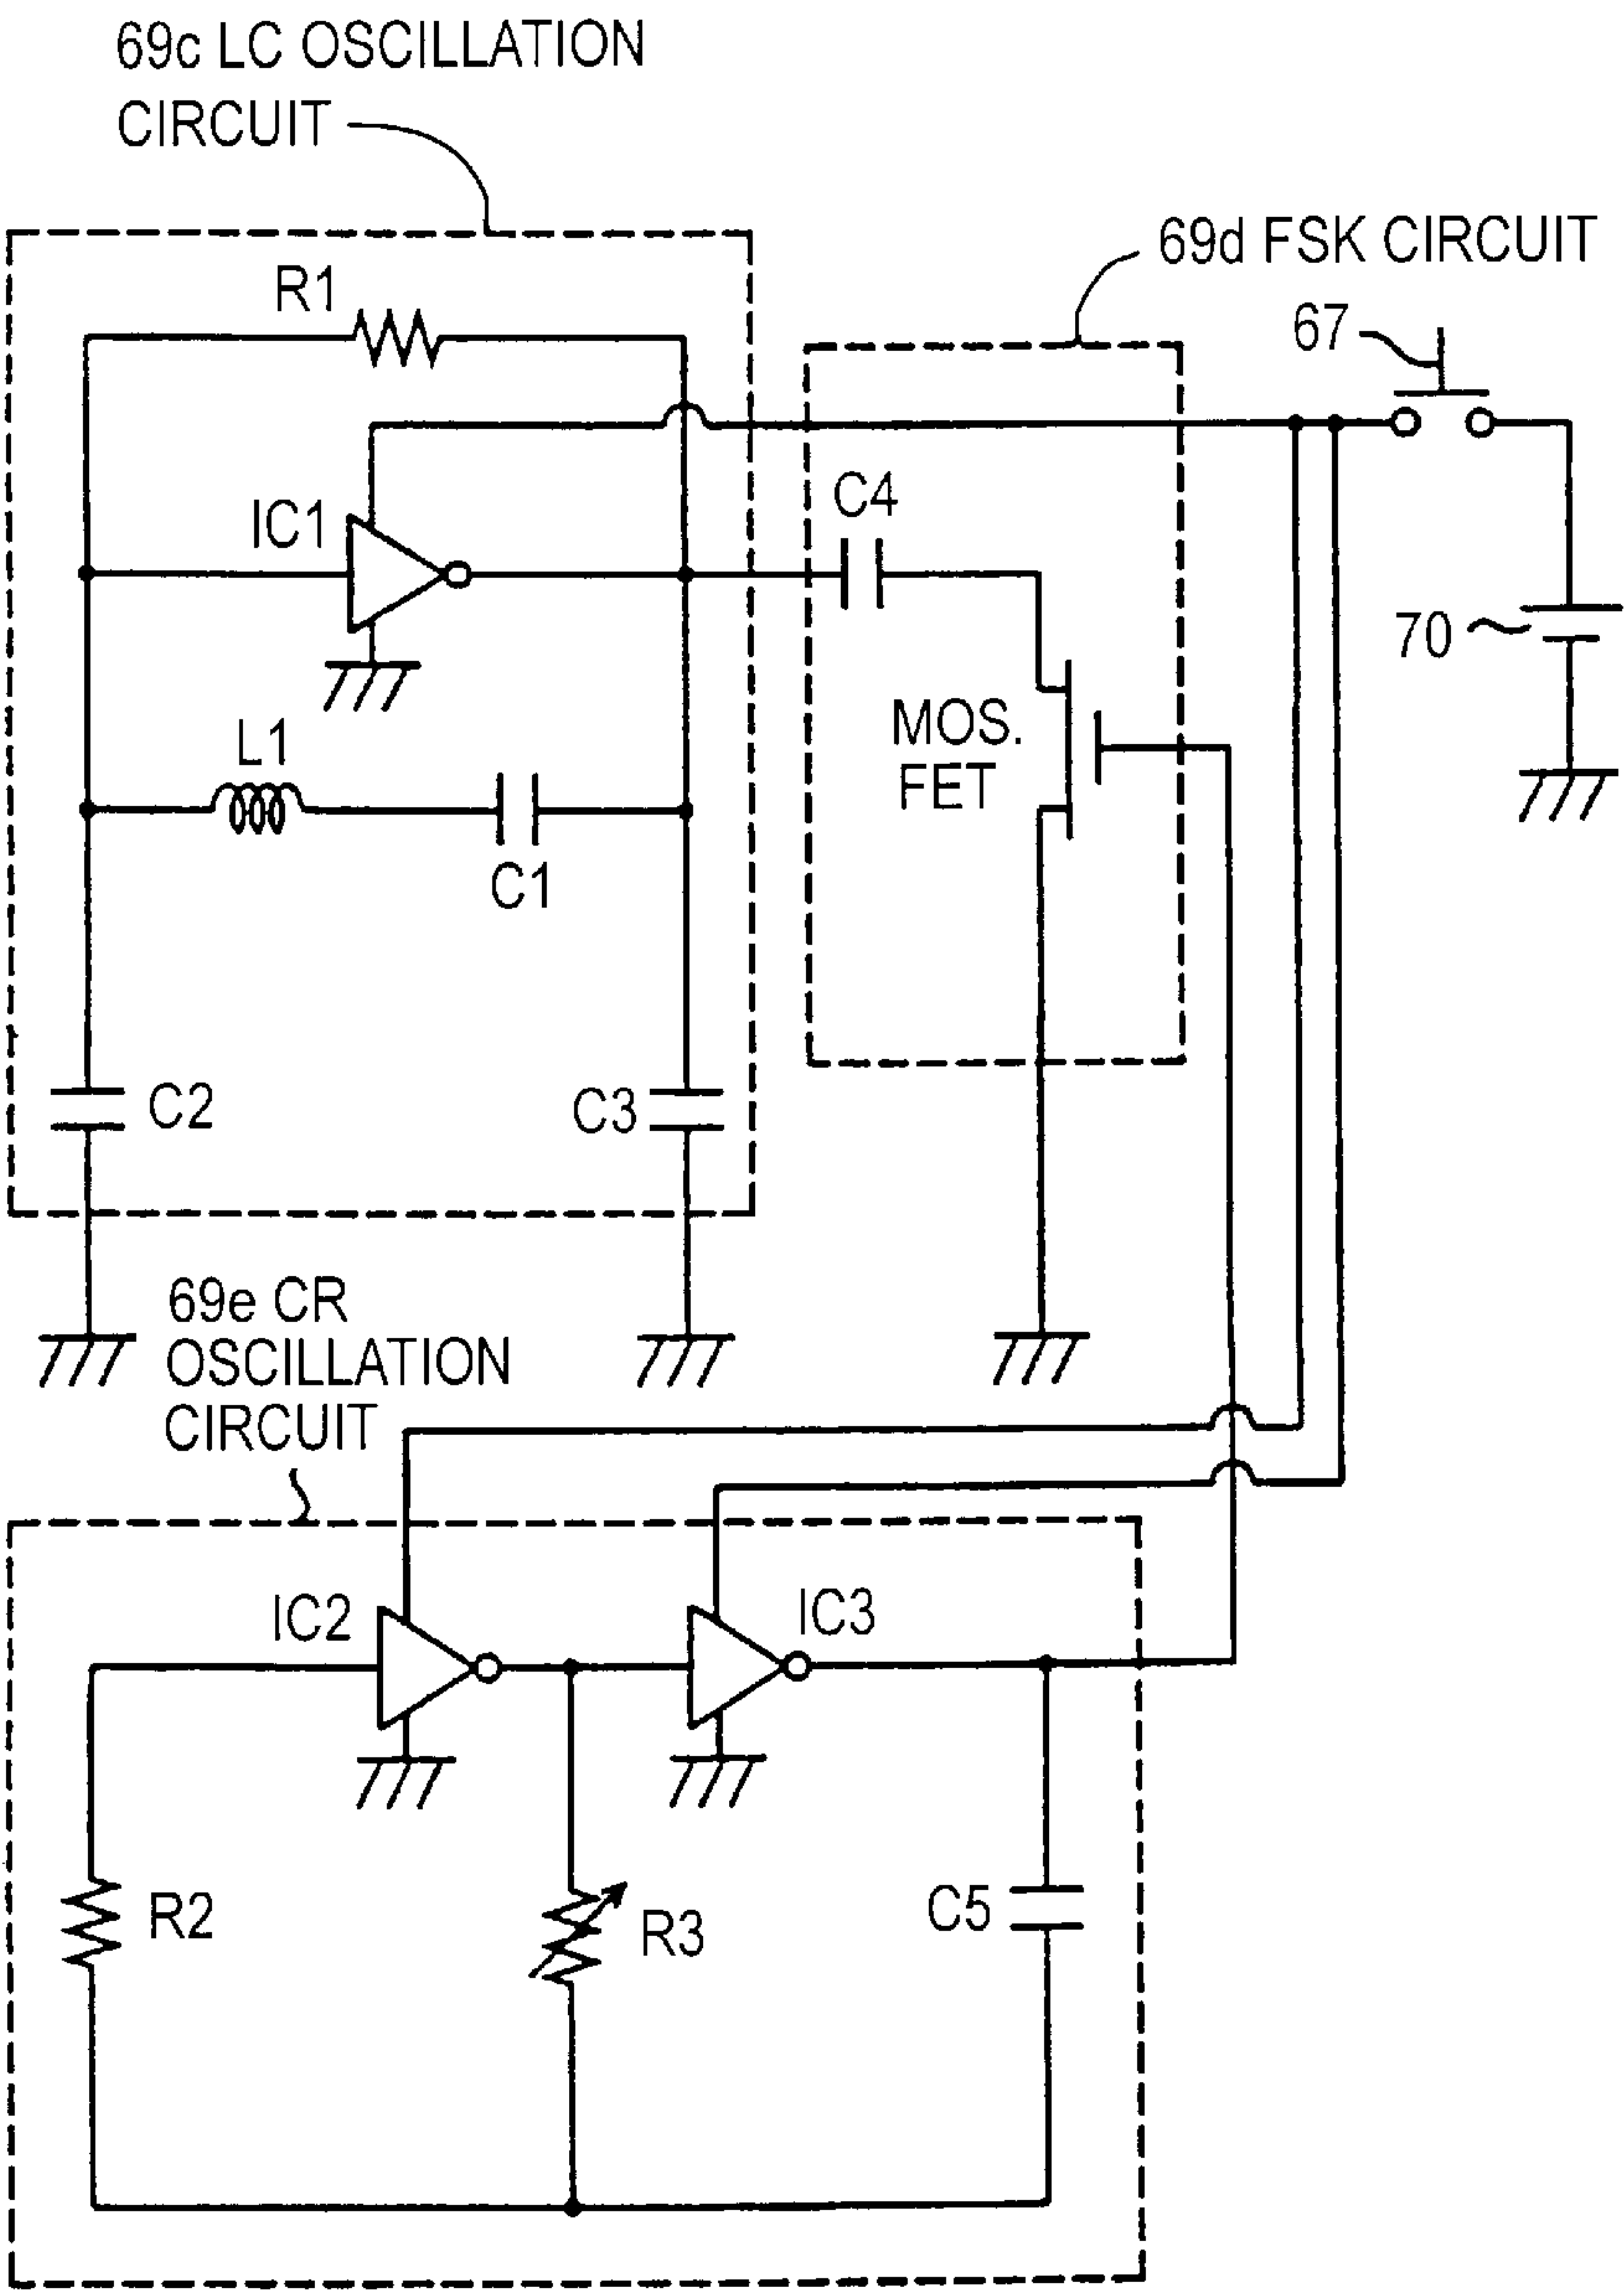 69c LC OSCILLATION
CIRCUIT
69d FSK CIRCUIT
R1
67
C4
IC1
70
MOS.
FET
L1
C1
C2
C3
69e CR
OSCILLATION
CIRCUIT
IC2
IC3
R2
R3
C5